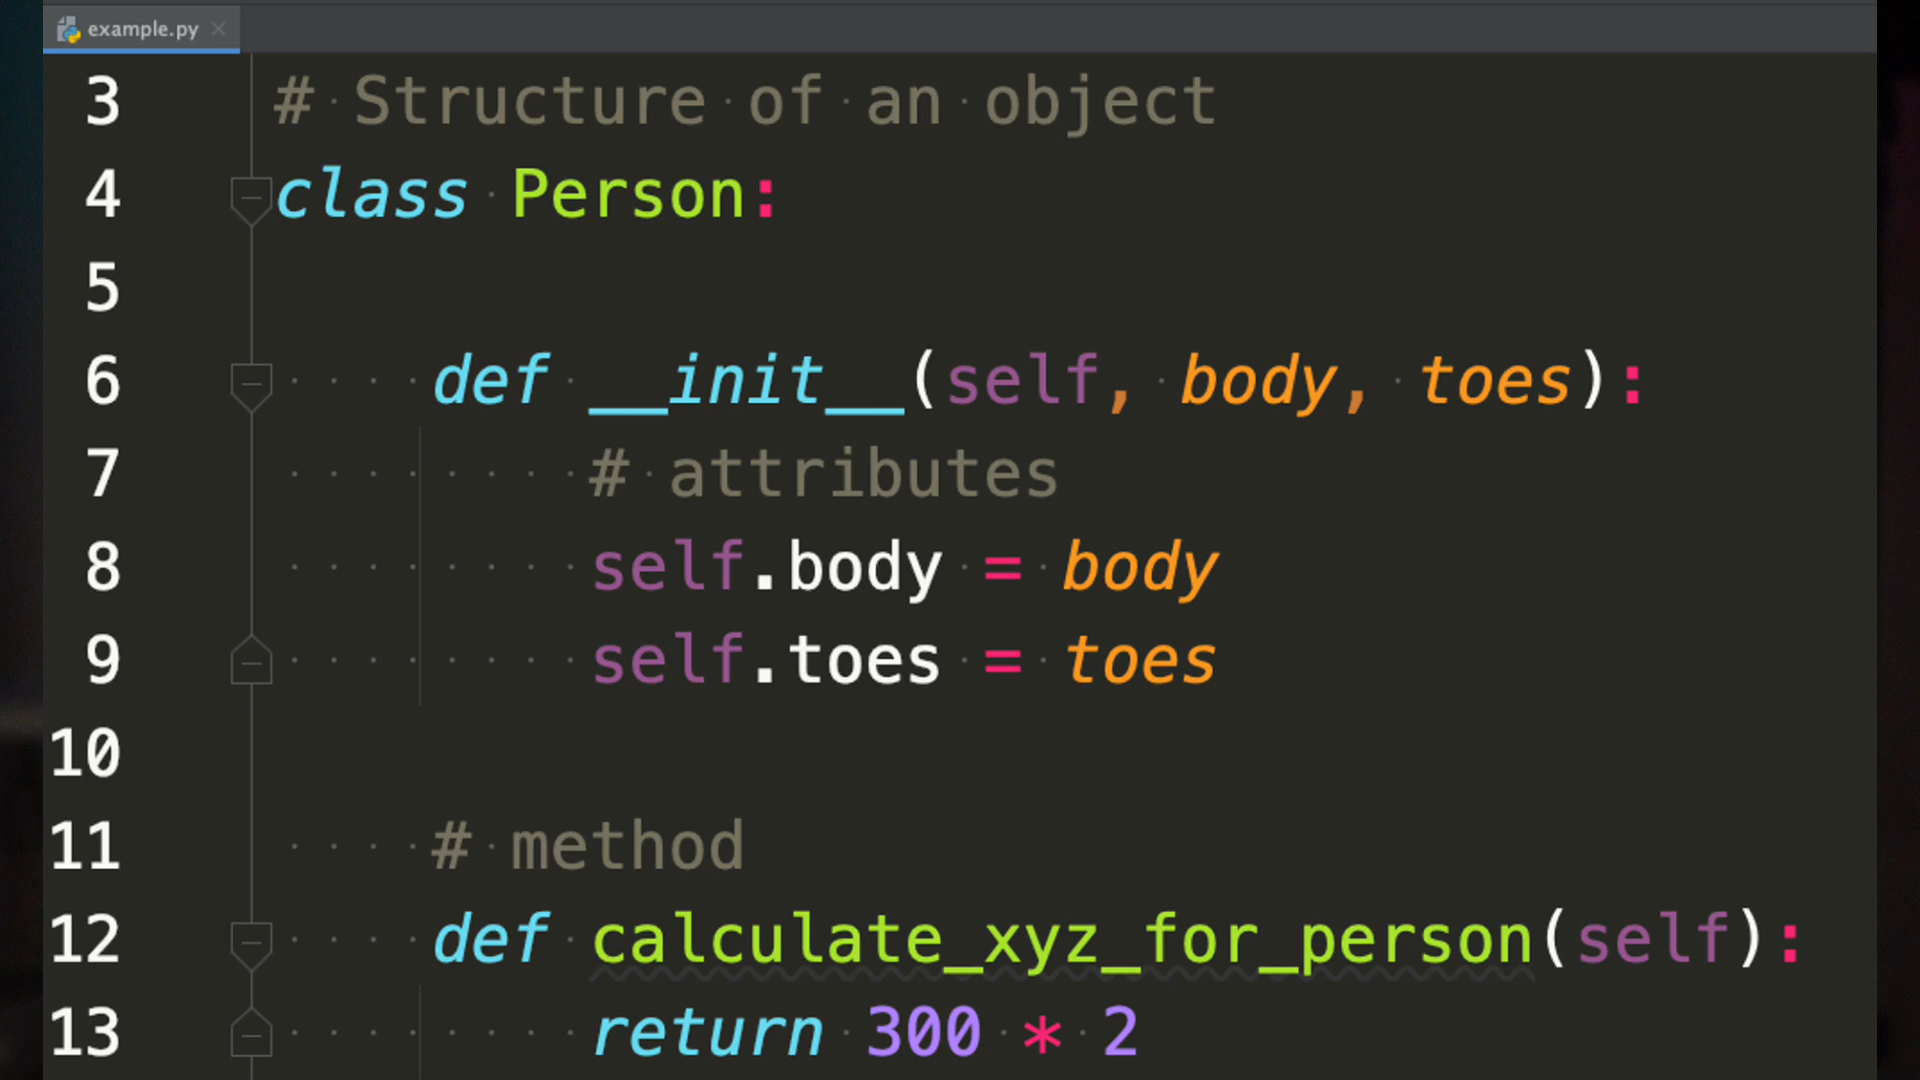 example.py
3 # Structure of an object
4 class Person:
5
6     def __init__(self, body, toes):
7         # attributes
8         self.body = body
9         self.toes = toes
10
11     # method
12     def calculate_xyz_for_person(self):
13         return 300 * 2